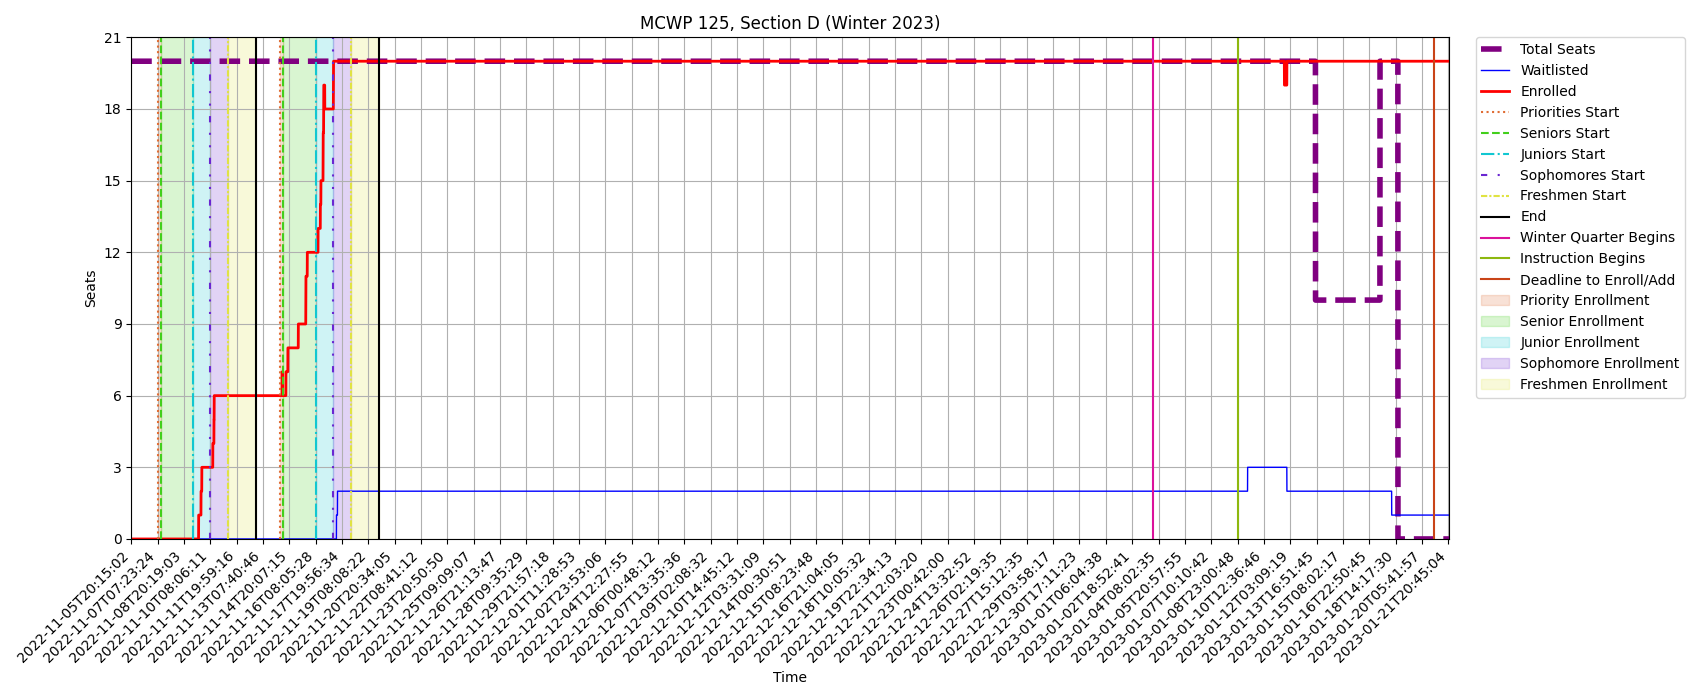 MCWP 125, Section D (Winter 2023)
21
18
15
12
9
6
3
0
Seats
2022-11-05T20:15:02
2022-11-07T07:23:24
2022-11-08T20:19:03
2022-11-10T08:06:11
2022-11-11T19:59:16
2022-11-13T07:40:46
2022-11-14T20:07:15
2022-11-16T08:05:28
2022-11-17T19:56:34
2022-11-19T08:08:22
2022-11-20T20:34:05
2022-11-22T08:41:12
2022-11-23T20:50:50
2022-11-25T09:09:07
2022-11-26T21:13:47
2022-11-28T09:35:29
2022-11-29T21:57:18
2022-12-01T11:28:53
2022-12-02T23:53:06
2022-12-04T12:27:55
2022-12-06T00:48:12
2022-12-07T13:35:36
2022-12-09T02:08:32
2022-12-10T14:45:12
2022-12-12T03:31:09
2022-12-14T00:30:51
2022-12-15T08:23:48
2022-12-16T21:04:05
2022-12-18T10:05:32
2022-12-19T22:34:13
2022-12-21T12:03:20
2022-12-23T00:42:00
2022-12-24T13:32:52
2022-12-26T02:19:35
2022-12-27T15:12:35
2022-12-29T03:58:17
2022-12-30T17:11:23
2023-01-01T06:04:38
2023-01-02T18:52:41
2023-01-04T08:02:35
2023-01-05T20:57:55
2023-01-07T10:10:42
2023-01-08T23:00:48
2023-01-10T12:36:46
2023-01-12T03:09:19
2023-01-13T16:51:45
2023-01-15T08:02:17
2023-01-16T22:50:45
2023-01-18T14:17:30
2023-01-20T05:41:57
2023-01-21T20:45:04
Time
Total Seats
Waitlisted
Enrolled
Priorities Start
Seniors Start
Juniors Start
Sophomores Start
Freshmen Start
End
Winter Quarter Begins
Instruction Begins
Deadline to Enroll/Add
Priority Enrollment
Senior Enrollment
Junior Enrollment
Sophomore Enrollment
Freshmen Enrollment